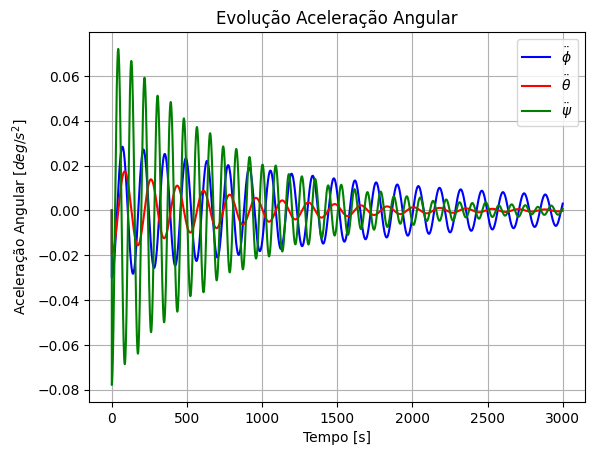 Evolução Aceleração Angular
Aceleração Angular [deg/s²]
0.06
0.04
0.02
0.00
−0.02
−0.04
−0.06
−0.08
ϕ̈
θ̈
ψ̈
0
500
1000
1500
2000
2500
3000
Tempo [s]